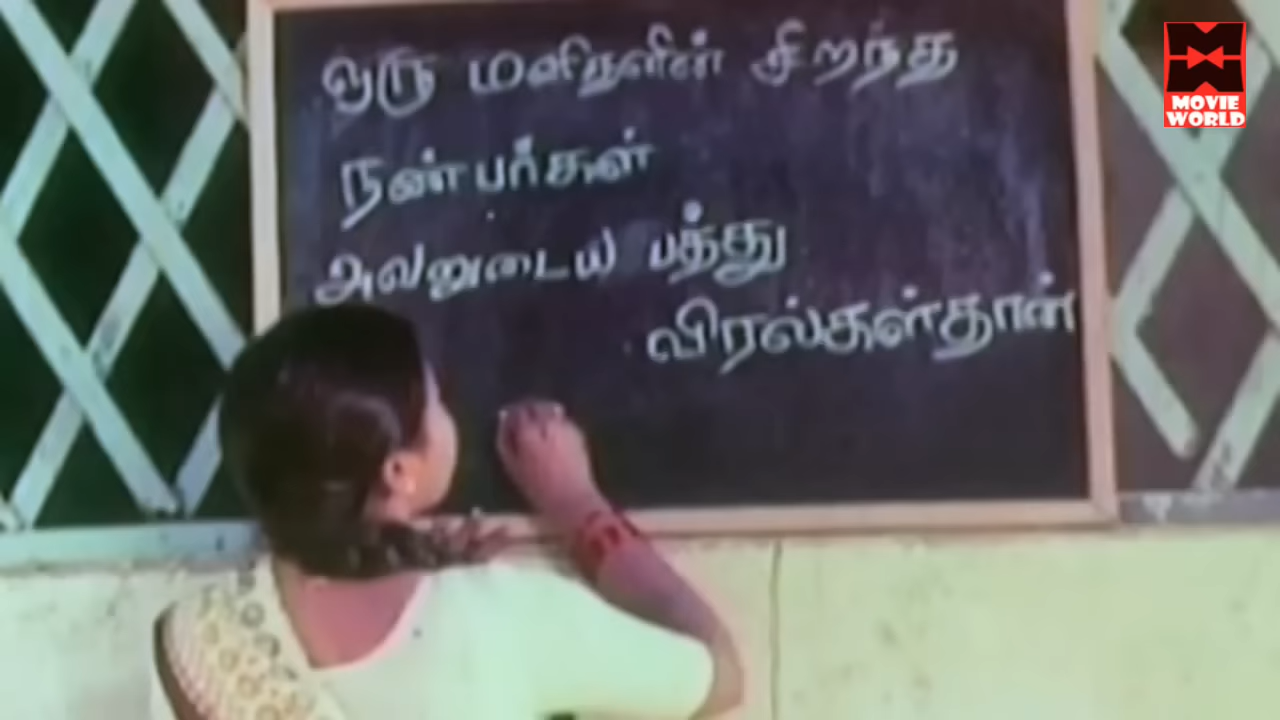 ஒரு மனிதனின் சிறந்த
நண்பர்கள்
அவனுடைய பத்து
விரல்கள்தான்
MOVIE
WORLD